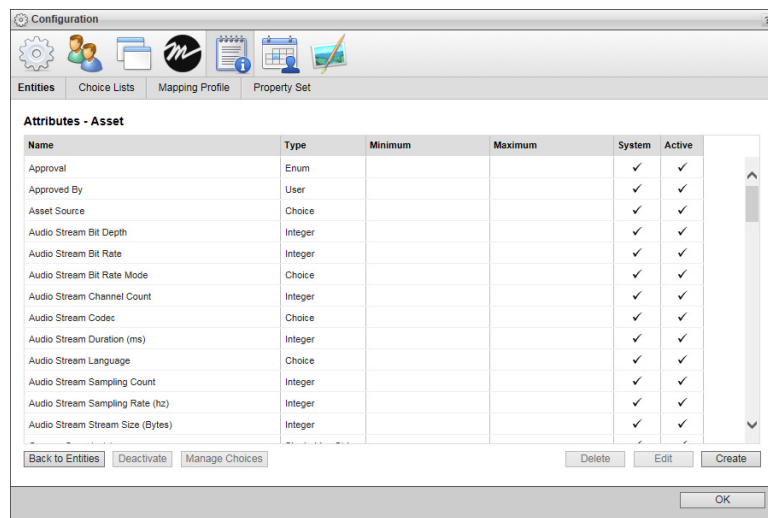 Configuration
Entities Choice Lists Mapping Profile Property Set
Attributes - Asset
Name Type Minimum Maximum System Active
Approval Enum ✓ ✓
Approved By User ✓ ✓
Asset Source Choice ✓ ✓
Audio Stream Bit Depth Integer ✓ ✓
Audio Stream Bit Rate Integer ✓ ✓
Audio Stream Bit Rate Mode Choice ✓ ✓
Audio Stream Channel Count Integer ✓ ✓
Audio Stream Codec Choice ✓ ✓
Audio Stream Duration (ms) Integer ✓ ✓
Audio Stream Language Choice ✓ ✓
Audio Stream Sampling Count Integer ✓ ✓
Audio Stream Sampling Rate (hz) Integer ✓ ✓
Audio Stream Stream Size (Bytes) Integer ✓ ✓
Back to Entities Deactivate Manage Choices Delete Edit Create
OK